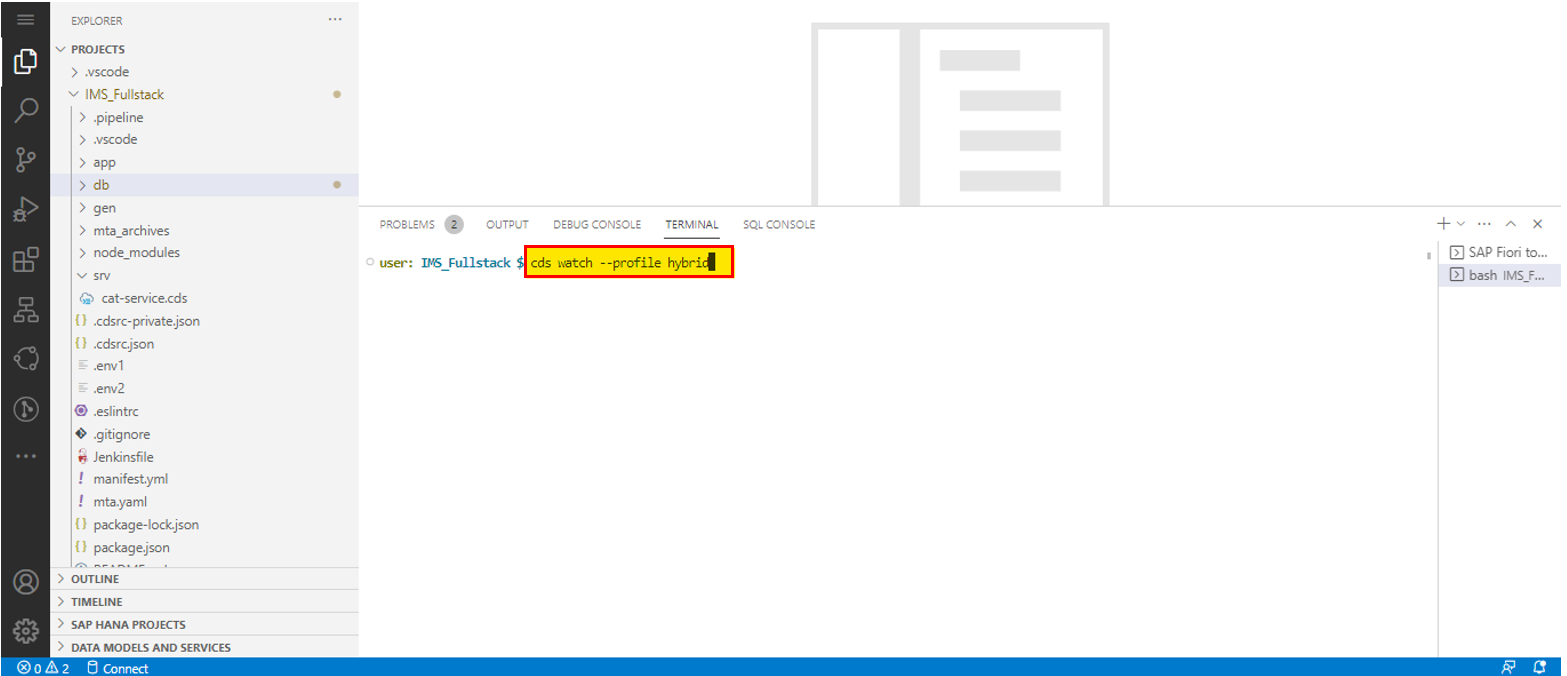 EXPLORER
PROJECTS
.vscode
IMS_Fullstack
.pipeline
.vscode
app
db
gen
mta_archives
node_modules
srv
cat-service.cds
.cdsrc-private.json
.cdsrc.json
.env1
.env2
.eslintrc
.gitignore
Jenkinsfile
manifest.yml
mta.yaml
package-lock.json
package.json
OUTLINE
TIMELINE
SAP HANA PROJECTS
DATA MODELS AND SERVICES
PROBLEMS 2 OUTPUT DEBUG CONSOLE TERMINAL SQL CONSOLE
user: IMS_Fullstack $ cds watch --profile hybrid
SAP Fiori to...
bash IMS_F...
0 2 Connect